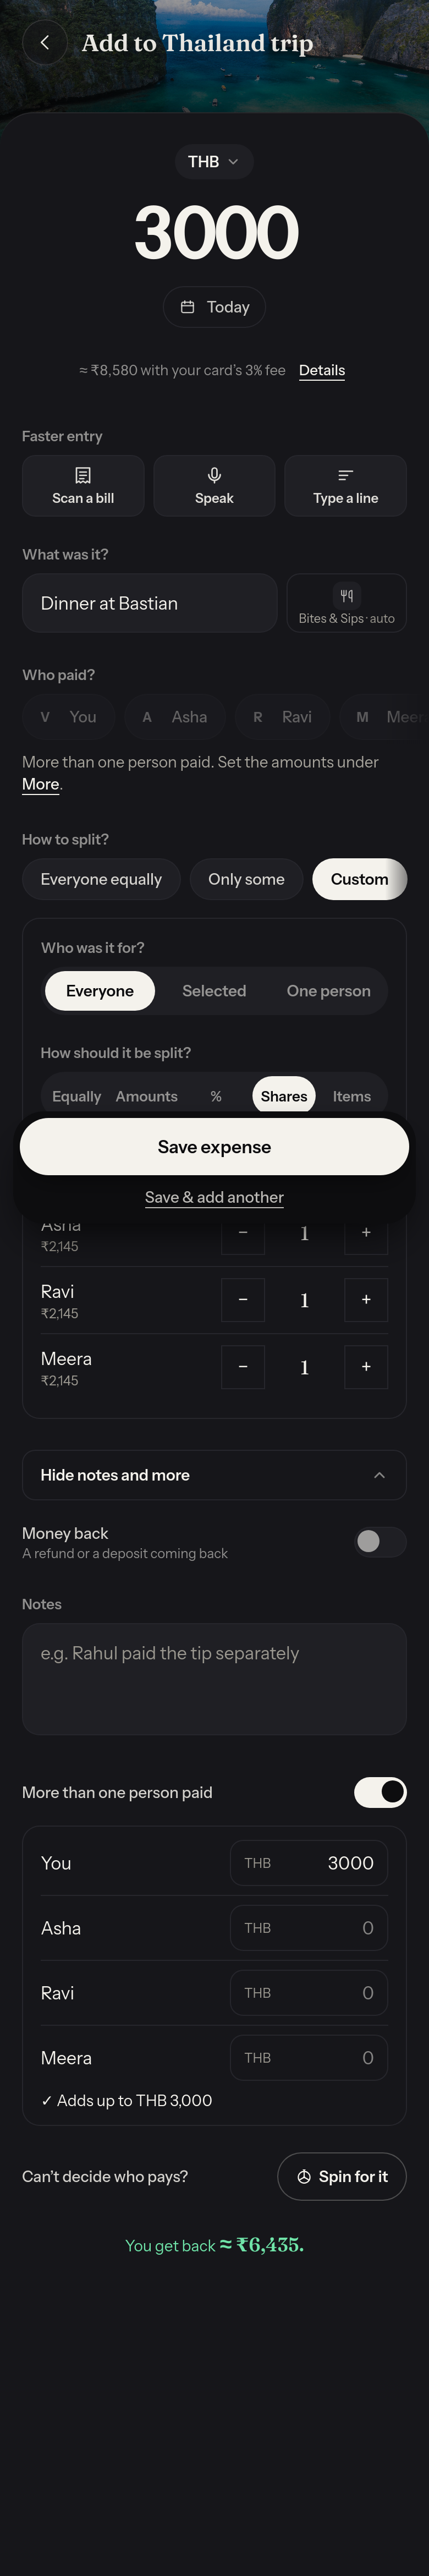 Add to Thailand trip
THB
3000
Today
≈ ₹8,580 with your card's 3% fee Details
Faster entry
Scan a bill
Speak
Type a line
What was it?
Dinner at Bastian
Bites & Sips · auto
Who paid?
V You
A Asha
R Ravi
M Meer
More than one person paid. Set the amounts under
More.
How to split?
Everyone equally
Only some
Custom
Who was it for?
Everyone
Selected
One person
How should it be split?
Equally
Amounts
%
Shares
Items
Save expense
Save & add another
Asha
₹2,145
− 1 +
Ravi
₹2,145
− 1 +
Meera
₹2,145
− 1 +
Hide notes and more
Money back
A refund or a deposit coming back
Notes
e.g. Rahul paid the tip separately
More than one person paid
You THB 3000
Asha THB 0
Ravi THB 0
Meera THB 0
✓ Adds up to THB 3,000
Can't decide who pays?
Spin for it
You get back ≈ ₹6,435.